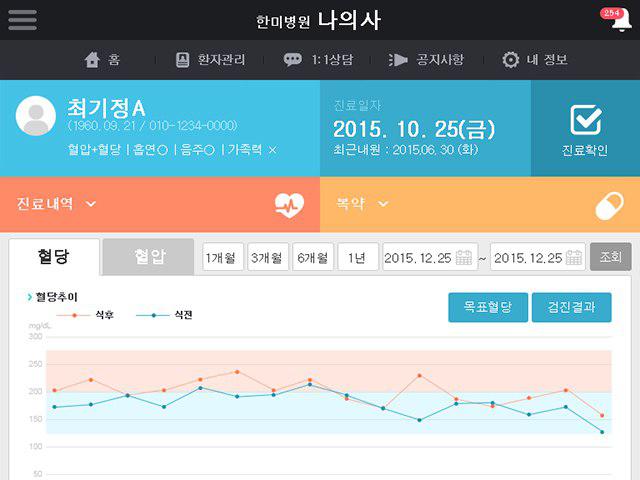 한미병원 나의사
254
홈 환자관리 1:1상담 공지사항 내 정보
최기정A
(1960. 09. 21 / 010-1234-0000)
혈압+혈당 | 흡연○ | 음주○ | 가족력 ×
진료일자
2015. 10. 25(금)
최근내원 : 2015.06. 30 (화)
진료확인
진료내역
복약
혈당 혈압 1개월 3개월 6개월 1년 2015.12.25 ~ 2015.12.25 조회
혈당추이
식후 식전
목표혈당 검진결과
mg/dL
300
250
200
150
100
50